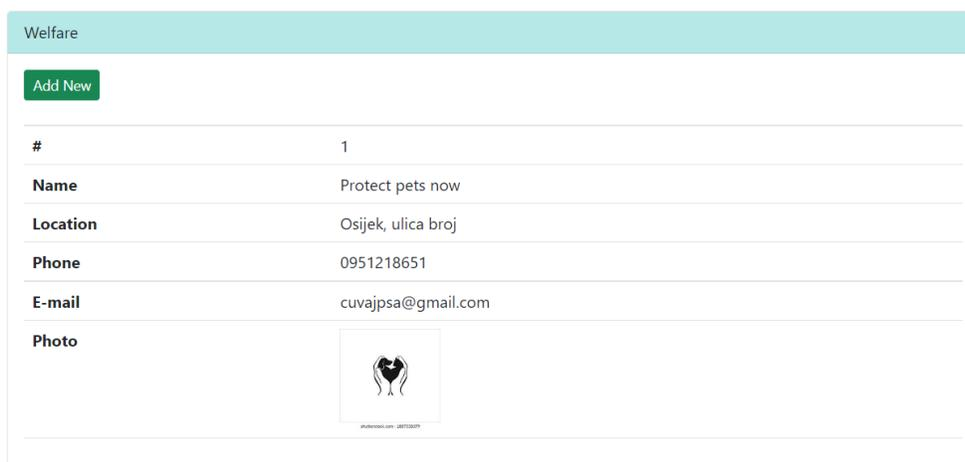 Welfare
Add New
# 1
Name Protect pets now
Location Osijek, ulica broj
Phone 0951218651
E-mail cuvajpsa@gmail.com
Photo